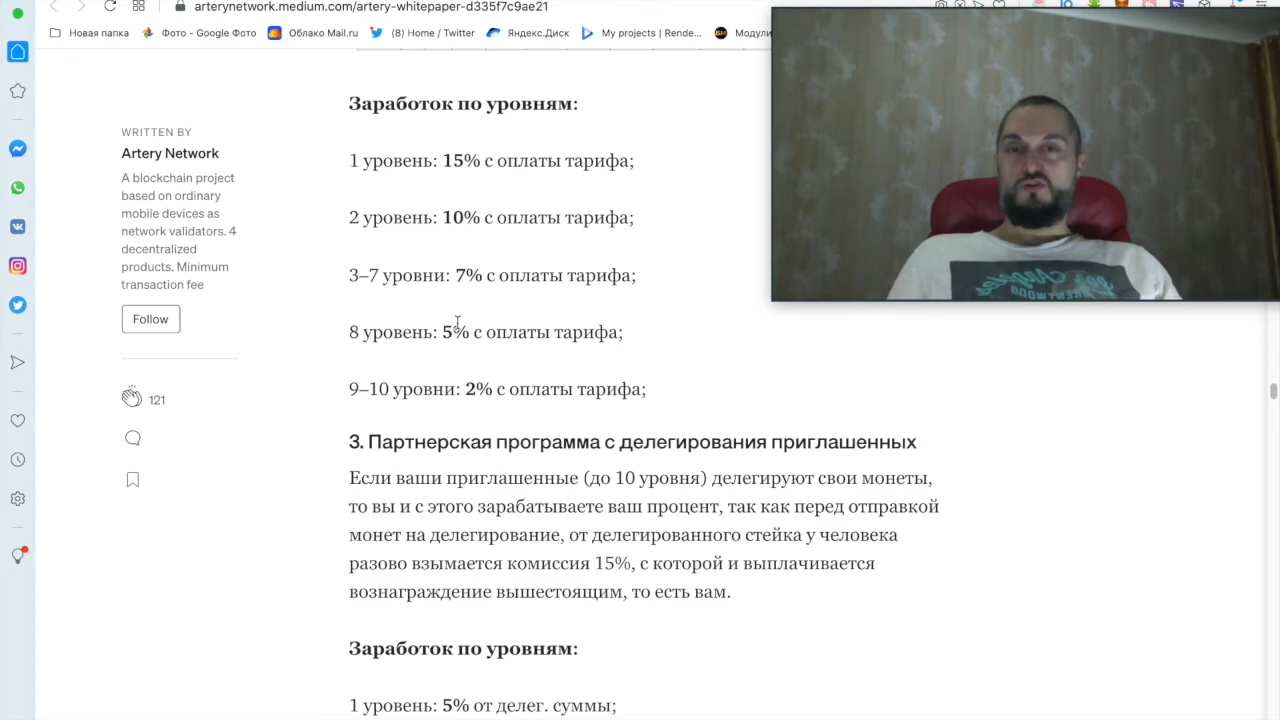 arterynetwork.medium.com/artery-whitepaper-d335f7c9ae21
Новая папка
Фото - Google Фото
Облако Mail.ru
(8) Home / Twitter
Яндекс.Диск
My projects | Rende...
Модули
WRITTEN BY
Artery Network
A blockchain project
based on ordinary
mobile devices as
network validators. 4
decentralized
products. Minimum
transaction fee
Follow
121
Заработок по уровням:
1 уровень: 15% с оплаты тарифа;
2 уровень: 10% с оплаты тарифа;
3–7 уровни: 7% с оплаты тарифа;
8 уровень: 5% с оплаты тарифа;
9–10 уровни: 2% с оплаты тарифа;
3. Партнерская программа с делегирования приглашенных
Если ваши приглашенные (до 10 уровня) делегируют свои монеты,
то вы и с этого зарабатываете ваш процент, так как перед отправкой
монет на делегирование, от делегированного стейка у человека
разово взымается комиссия 15%, с которой и выплачивается
вознаграждение вышестоящим, то есть вам.
Заработок по уровням:
1 уровень: 5% от делег. суммы;